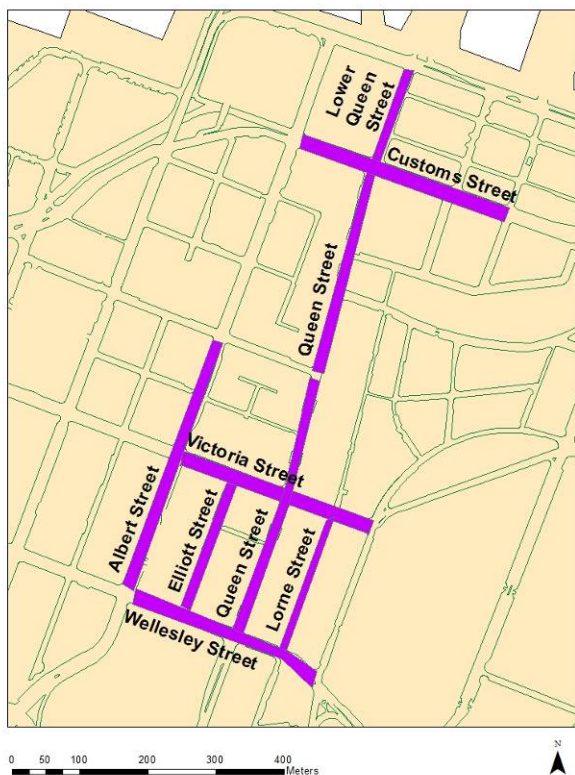 Lower
Queen
Street
Customs Street
Queen Street
Victoria Street
Albert Street
Elliott Street
Queen Street
Lorne Street
Wellesley Street
0 50 100 200 300 400
Meters
N